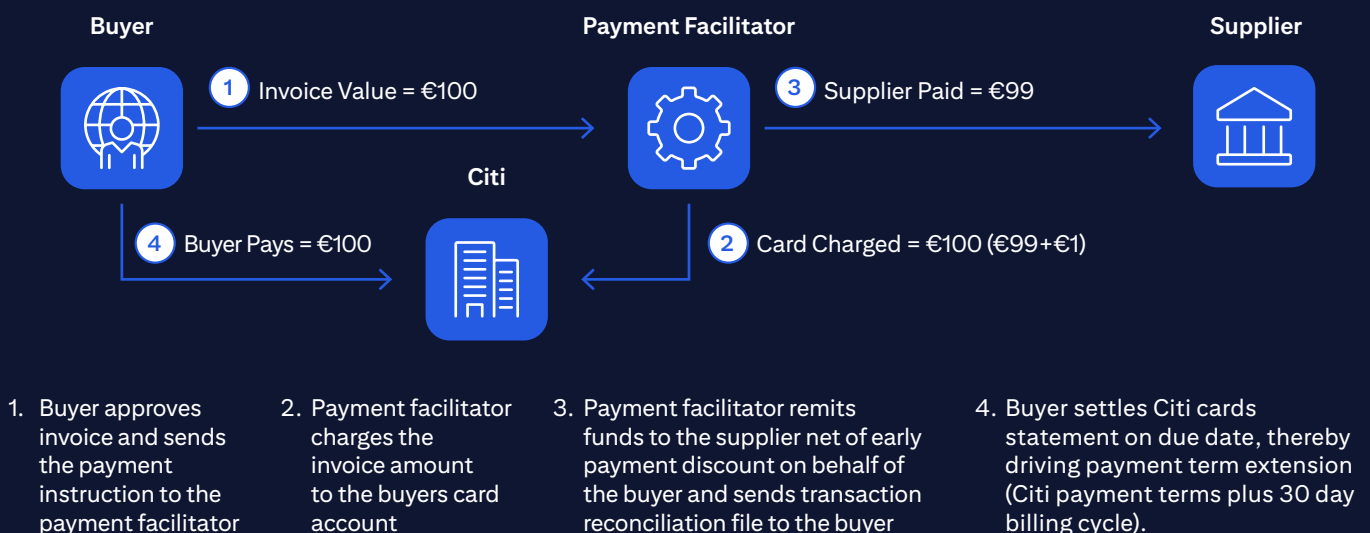 Buyer
Payment Facilitator
Supplier
1 Invoice Value = €100
3 Supplier Paid = €99
Citi
4 Buyer Pays = €100
2 Card Charged = €100 (€99+€1)
1. Buyer approves
invoice and sends
the payment
instruction to the
payment facilitator
2. Payment facilitator
charges the
invoice amount
to the buyers card
account
3. Payment facilitator remits
funds to the supplier net of early
payment discount on behalf of
the buyer and sends transaction
reconciliation file to the buyer
4. Buyer settles Citi cards
statement on due date, thereby
driving payment term extension
(Citi payment terms plus 30 day
billing cycle).